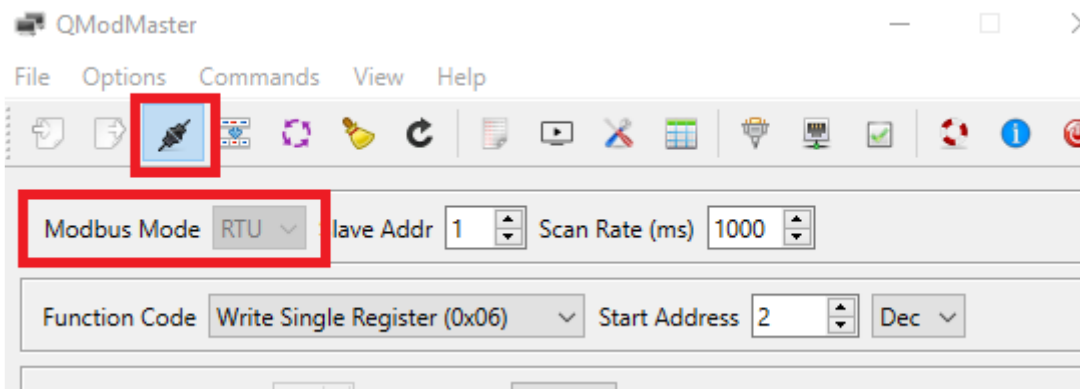 QModMaster
File Options Commands View Help
Modbus Mode RTU lave Addr 1 Scan Rate (ms) 1000
Function Code Write Single Register (0x06) Start Address 2 Dec